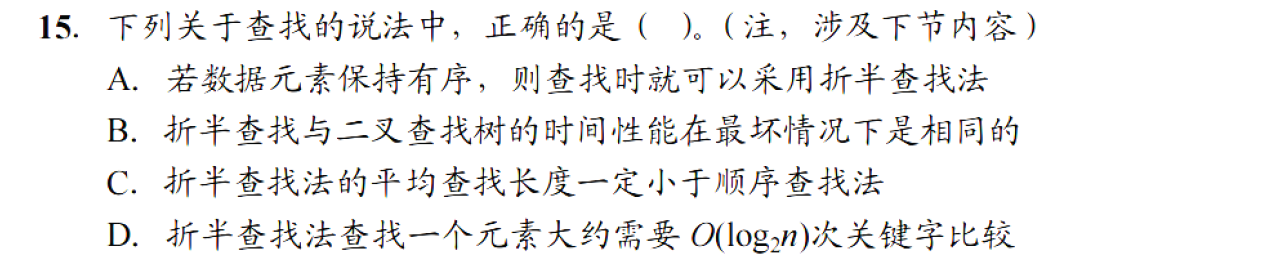 15. 下列关于查找的说法中，正确的是（ ）。（注，涉及下节内容）
A. 若数据元素保持有序，则查找时就可以采用折半查找法
B. 折半查找与二叉查找树的时间性能在最坏情况下是相同的
C. 折半查找法的平均查找长度一定小于顺序查找法
D. 折半查找法查找一个元素大约需要 O(log₂n)次关键字比较